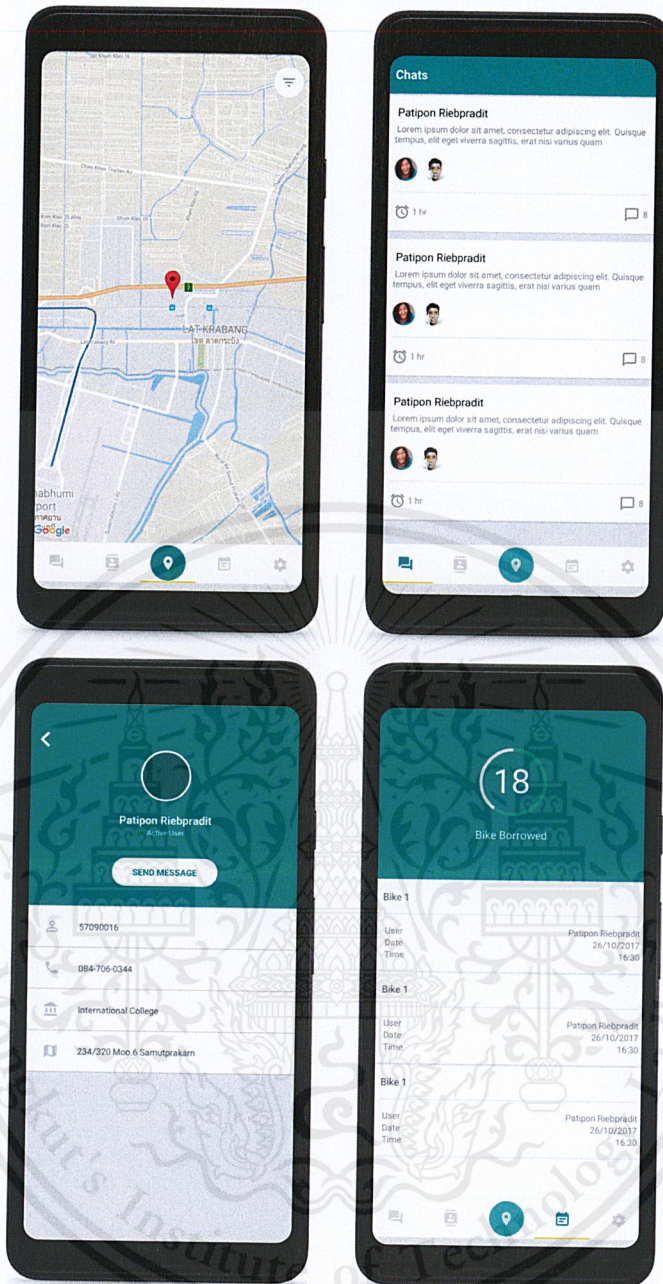 LAT KRABANG
เขต ลาดกระบัง
Google
Chats
Patipon Riebpradit
Lorem ipsum dolor sit amet, consectetur adipiscing elit. Quisque
tempus, elit eget viverra sagittis, erat nisi varius quam
1 hr
8
Patipon Riebpradit
Lorem ipsum dolor sit amet, consectetur adipiscing elit. Quisque
tempus, elit eget viverra sagittis, erat nisi varius quam
1 hr
8
Patipon Riebpradit
Lorem ipsum dolor sit amet, consectetur adipiscing elit. Quisque
tempus, elit eget viverra sagittis, erat nisi varius quam
1 hr
8
Patipon Riebpradit
Active User
SEND MESSAGE
57090016
084-706-0344
International College
234/320 Moo.6 Samutprakarn
18
Bike Borrowed
Bike 1
User Patipon Riebpradit
Date 26/10/2017
Time 16:30
Bike 1
User Patipon Riebpradit
Date 26/10/2017
Time 16:30
Bike 1
User Patipon Riebpradit
Date 26/10/2017
Time 16:30
Institute of Technology